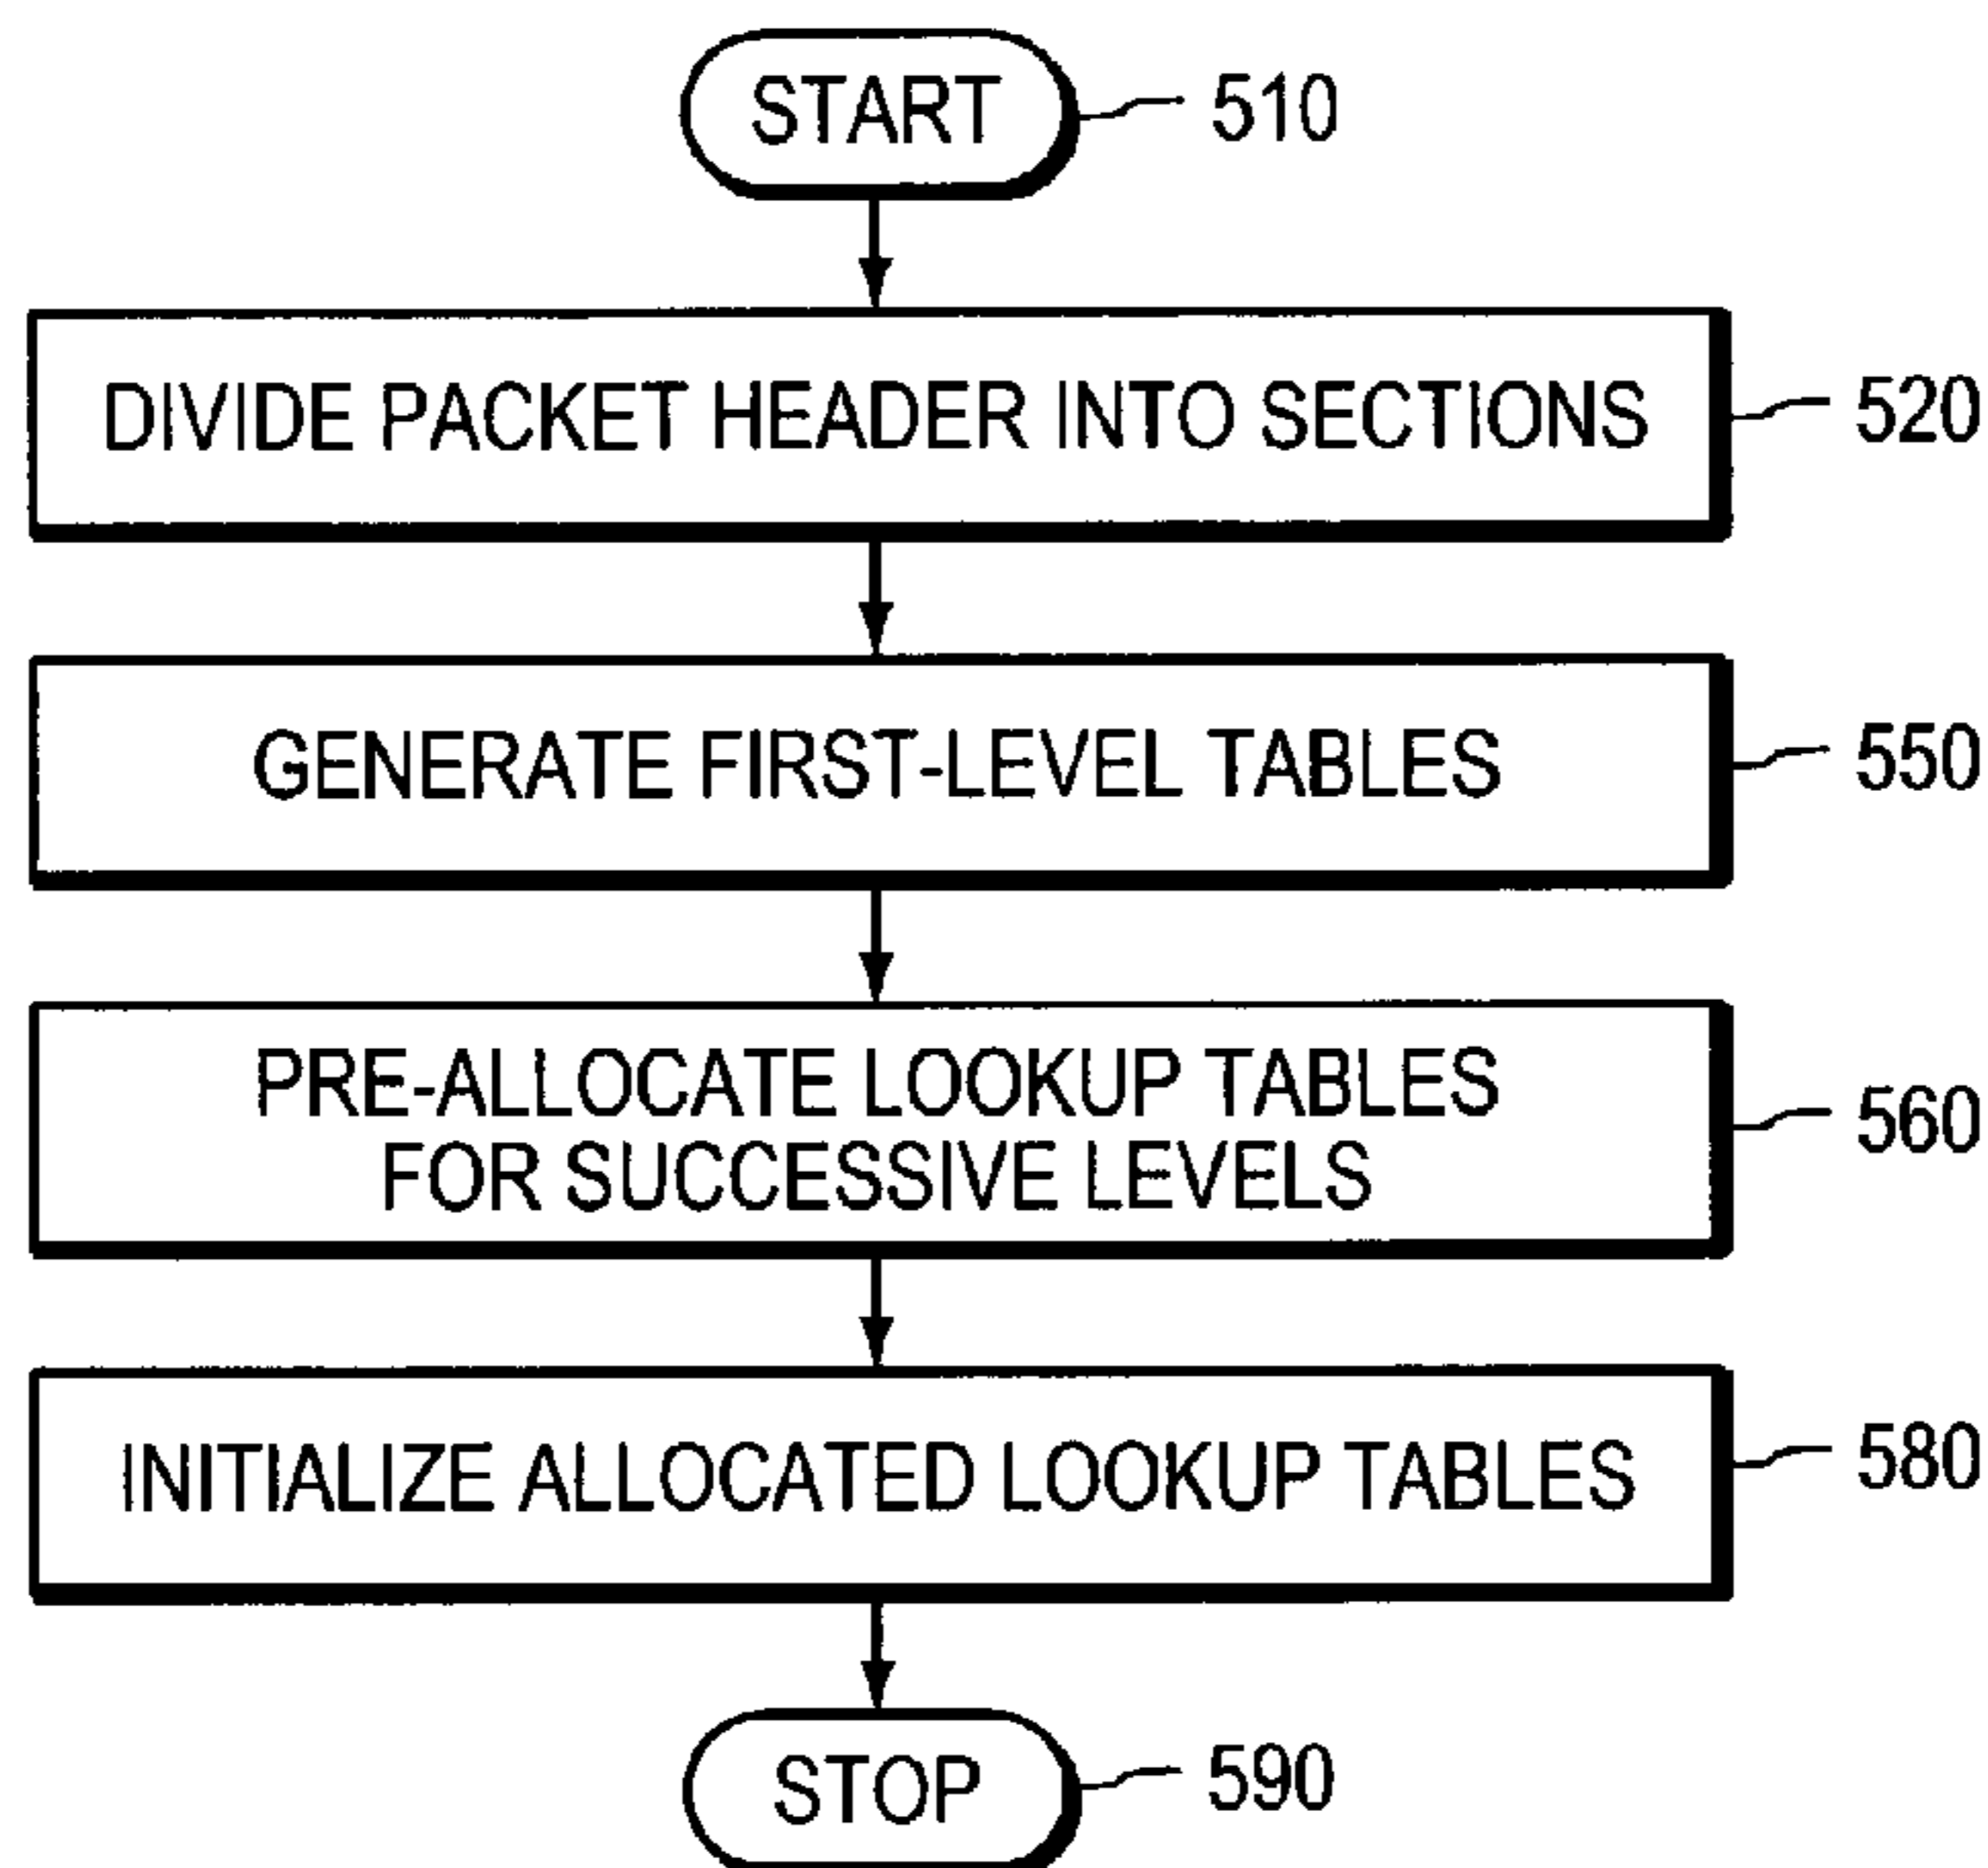 START
510
DIVIDE PACKET HEADER INTO SECTIONS
520
GENERATE FIRST-LEVEL TABLES
550
PRE-ALLOCATE LOOKUP TABLES
FOR SUCCESSIVE LEVELS
560
INITIALIZE ALLOCATED LOOKUP TABLES
580
STOP
590